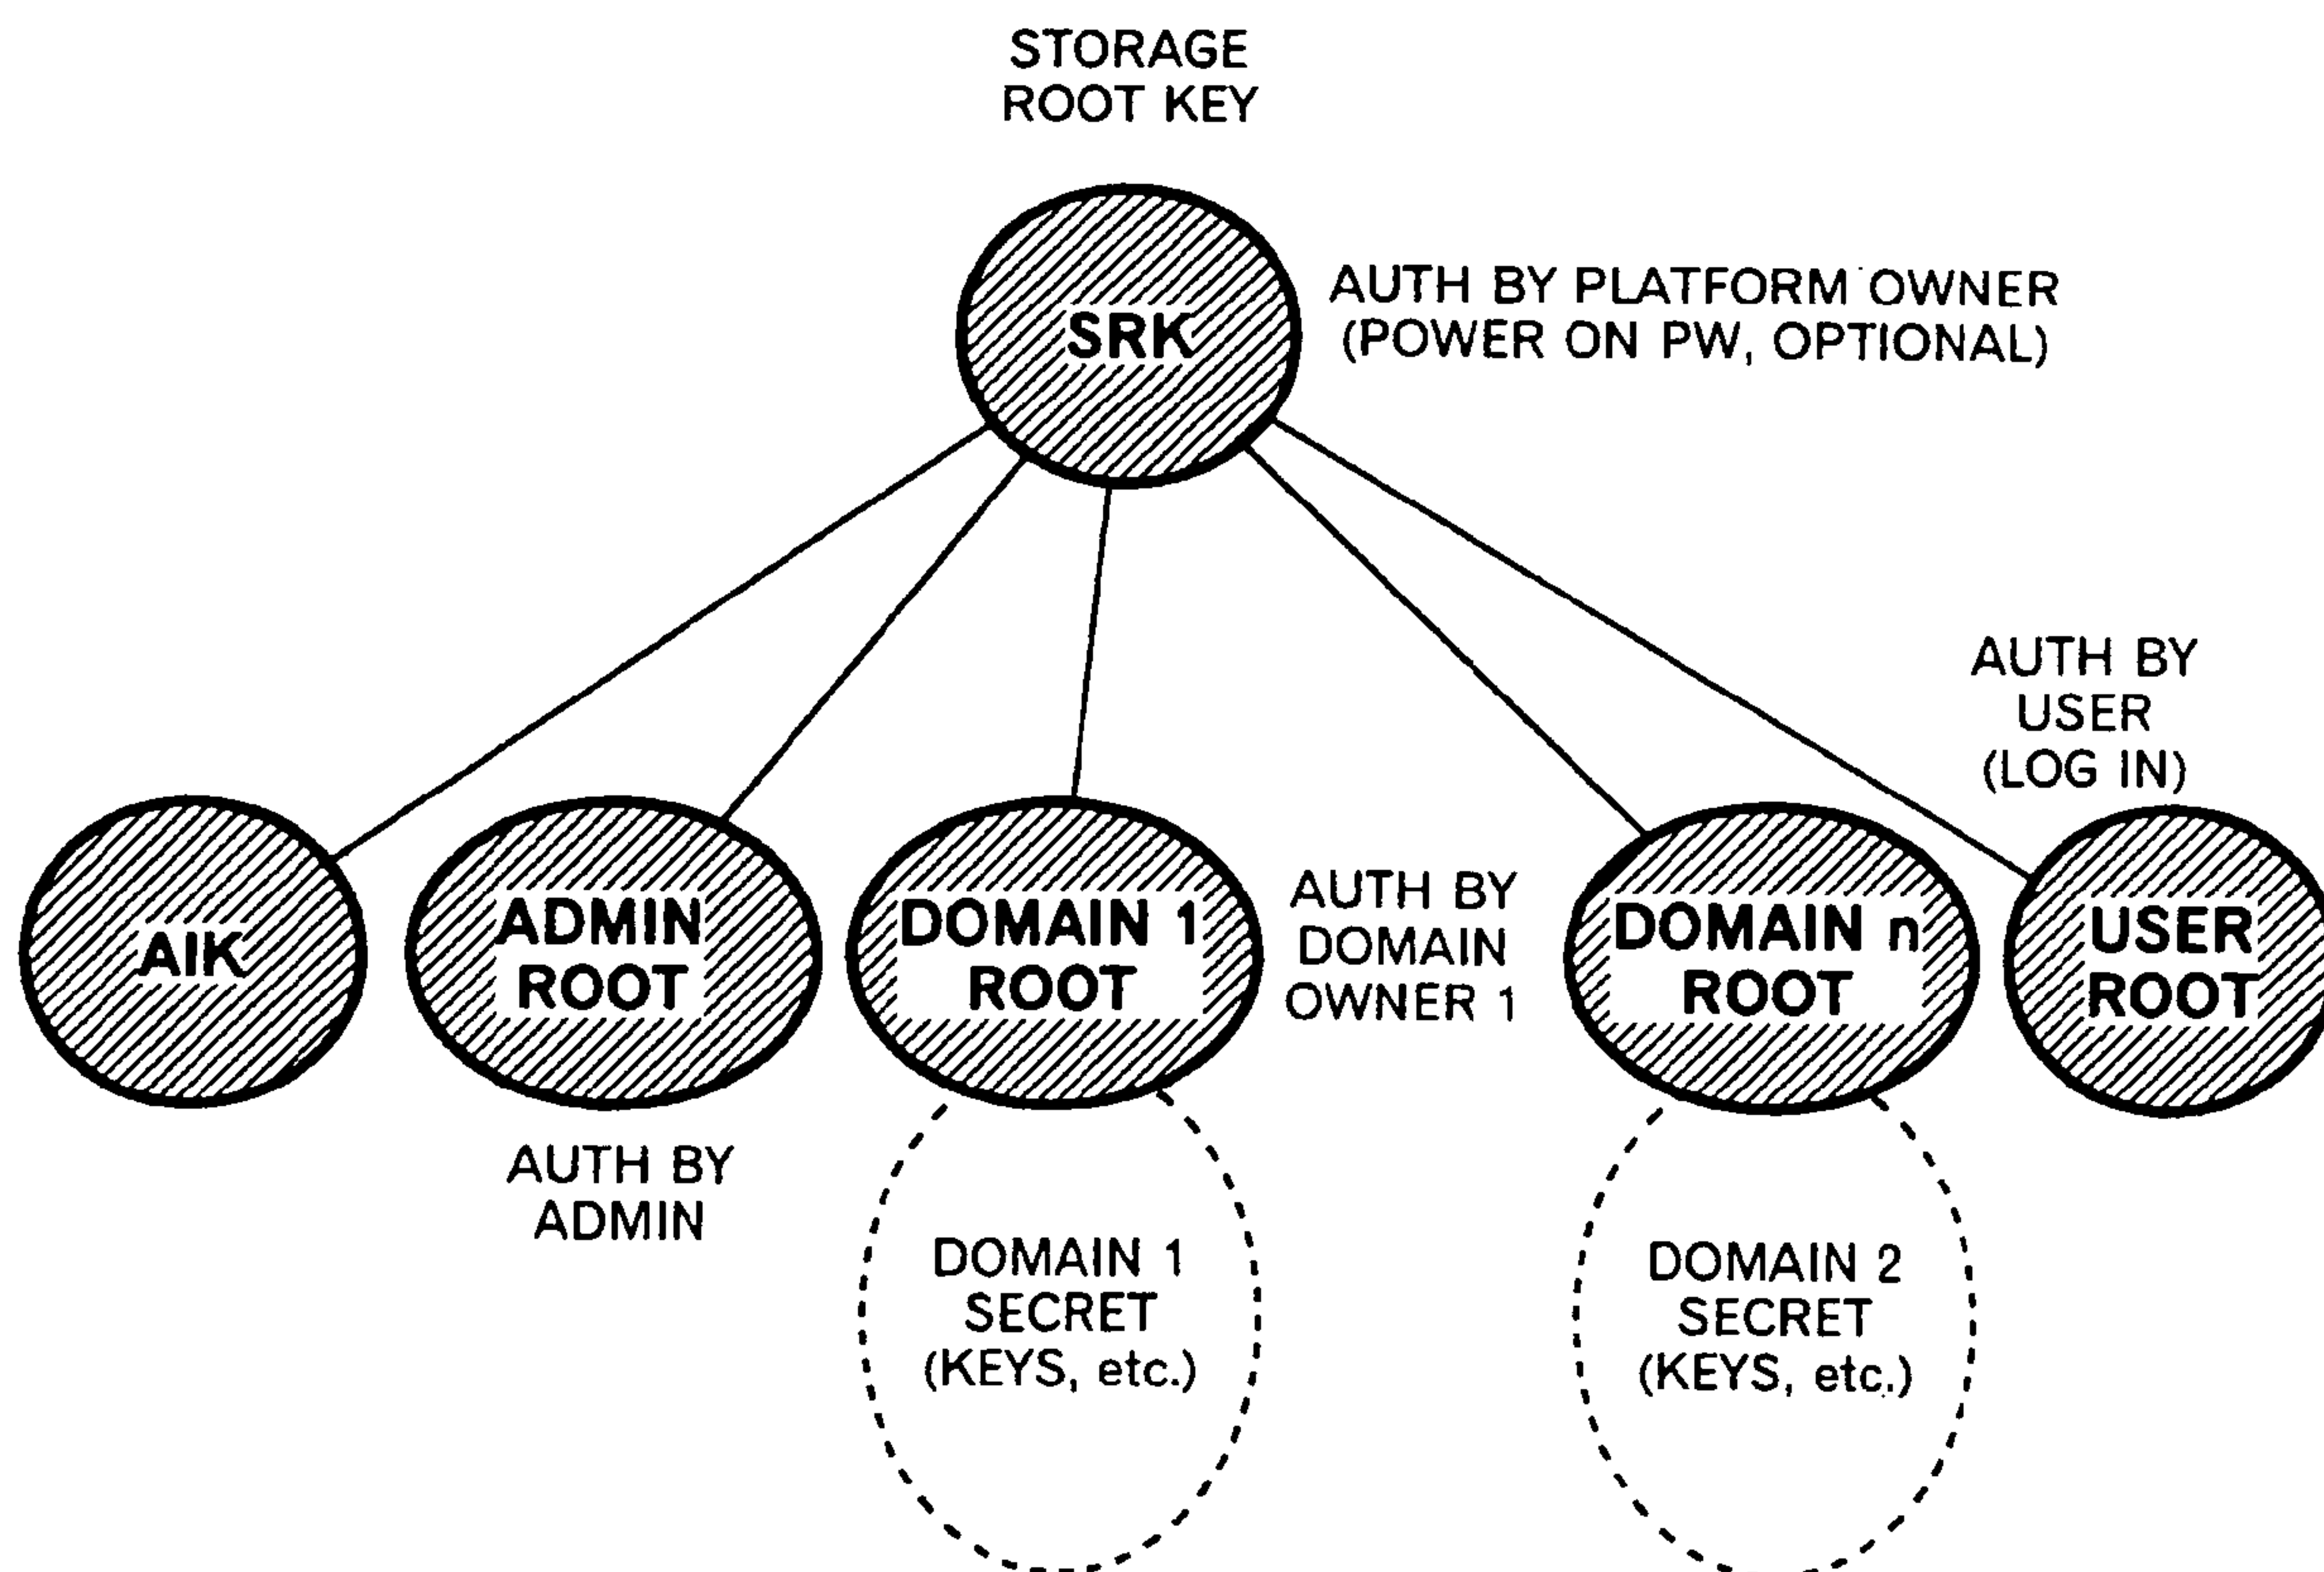 STORAGE
ROOT KEY
SRK
AUTH BY PLATFORM OWNER
(POWER ON PW, OPTIONAL)
AUTH BY
USER
(LOG IN)
AIK
ADMIN
ROOT
DOMAIN 1
ROOT
AUTH BY
DOMAIN
OWNER 1
DOMAIN n
ROOT
USER
ROOT
AUTH BY
ADMIN
DOMAIN 1
SECRET
(KEYS, etc.)
DOMAIN 2
SECRET
(KEYS, etc.)